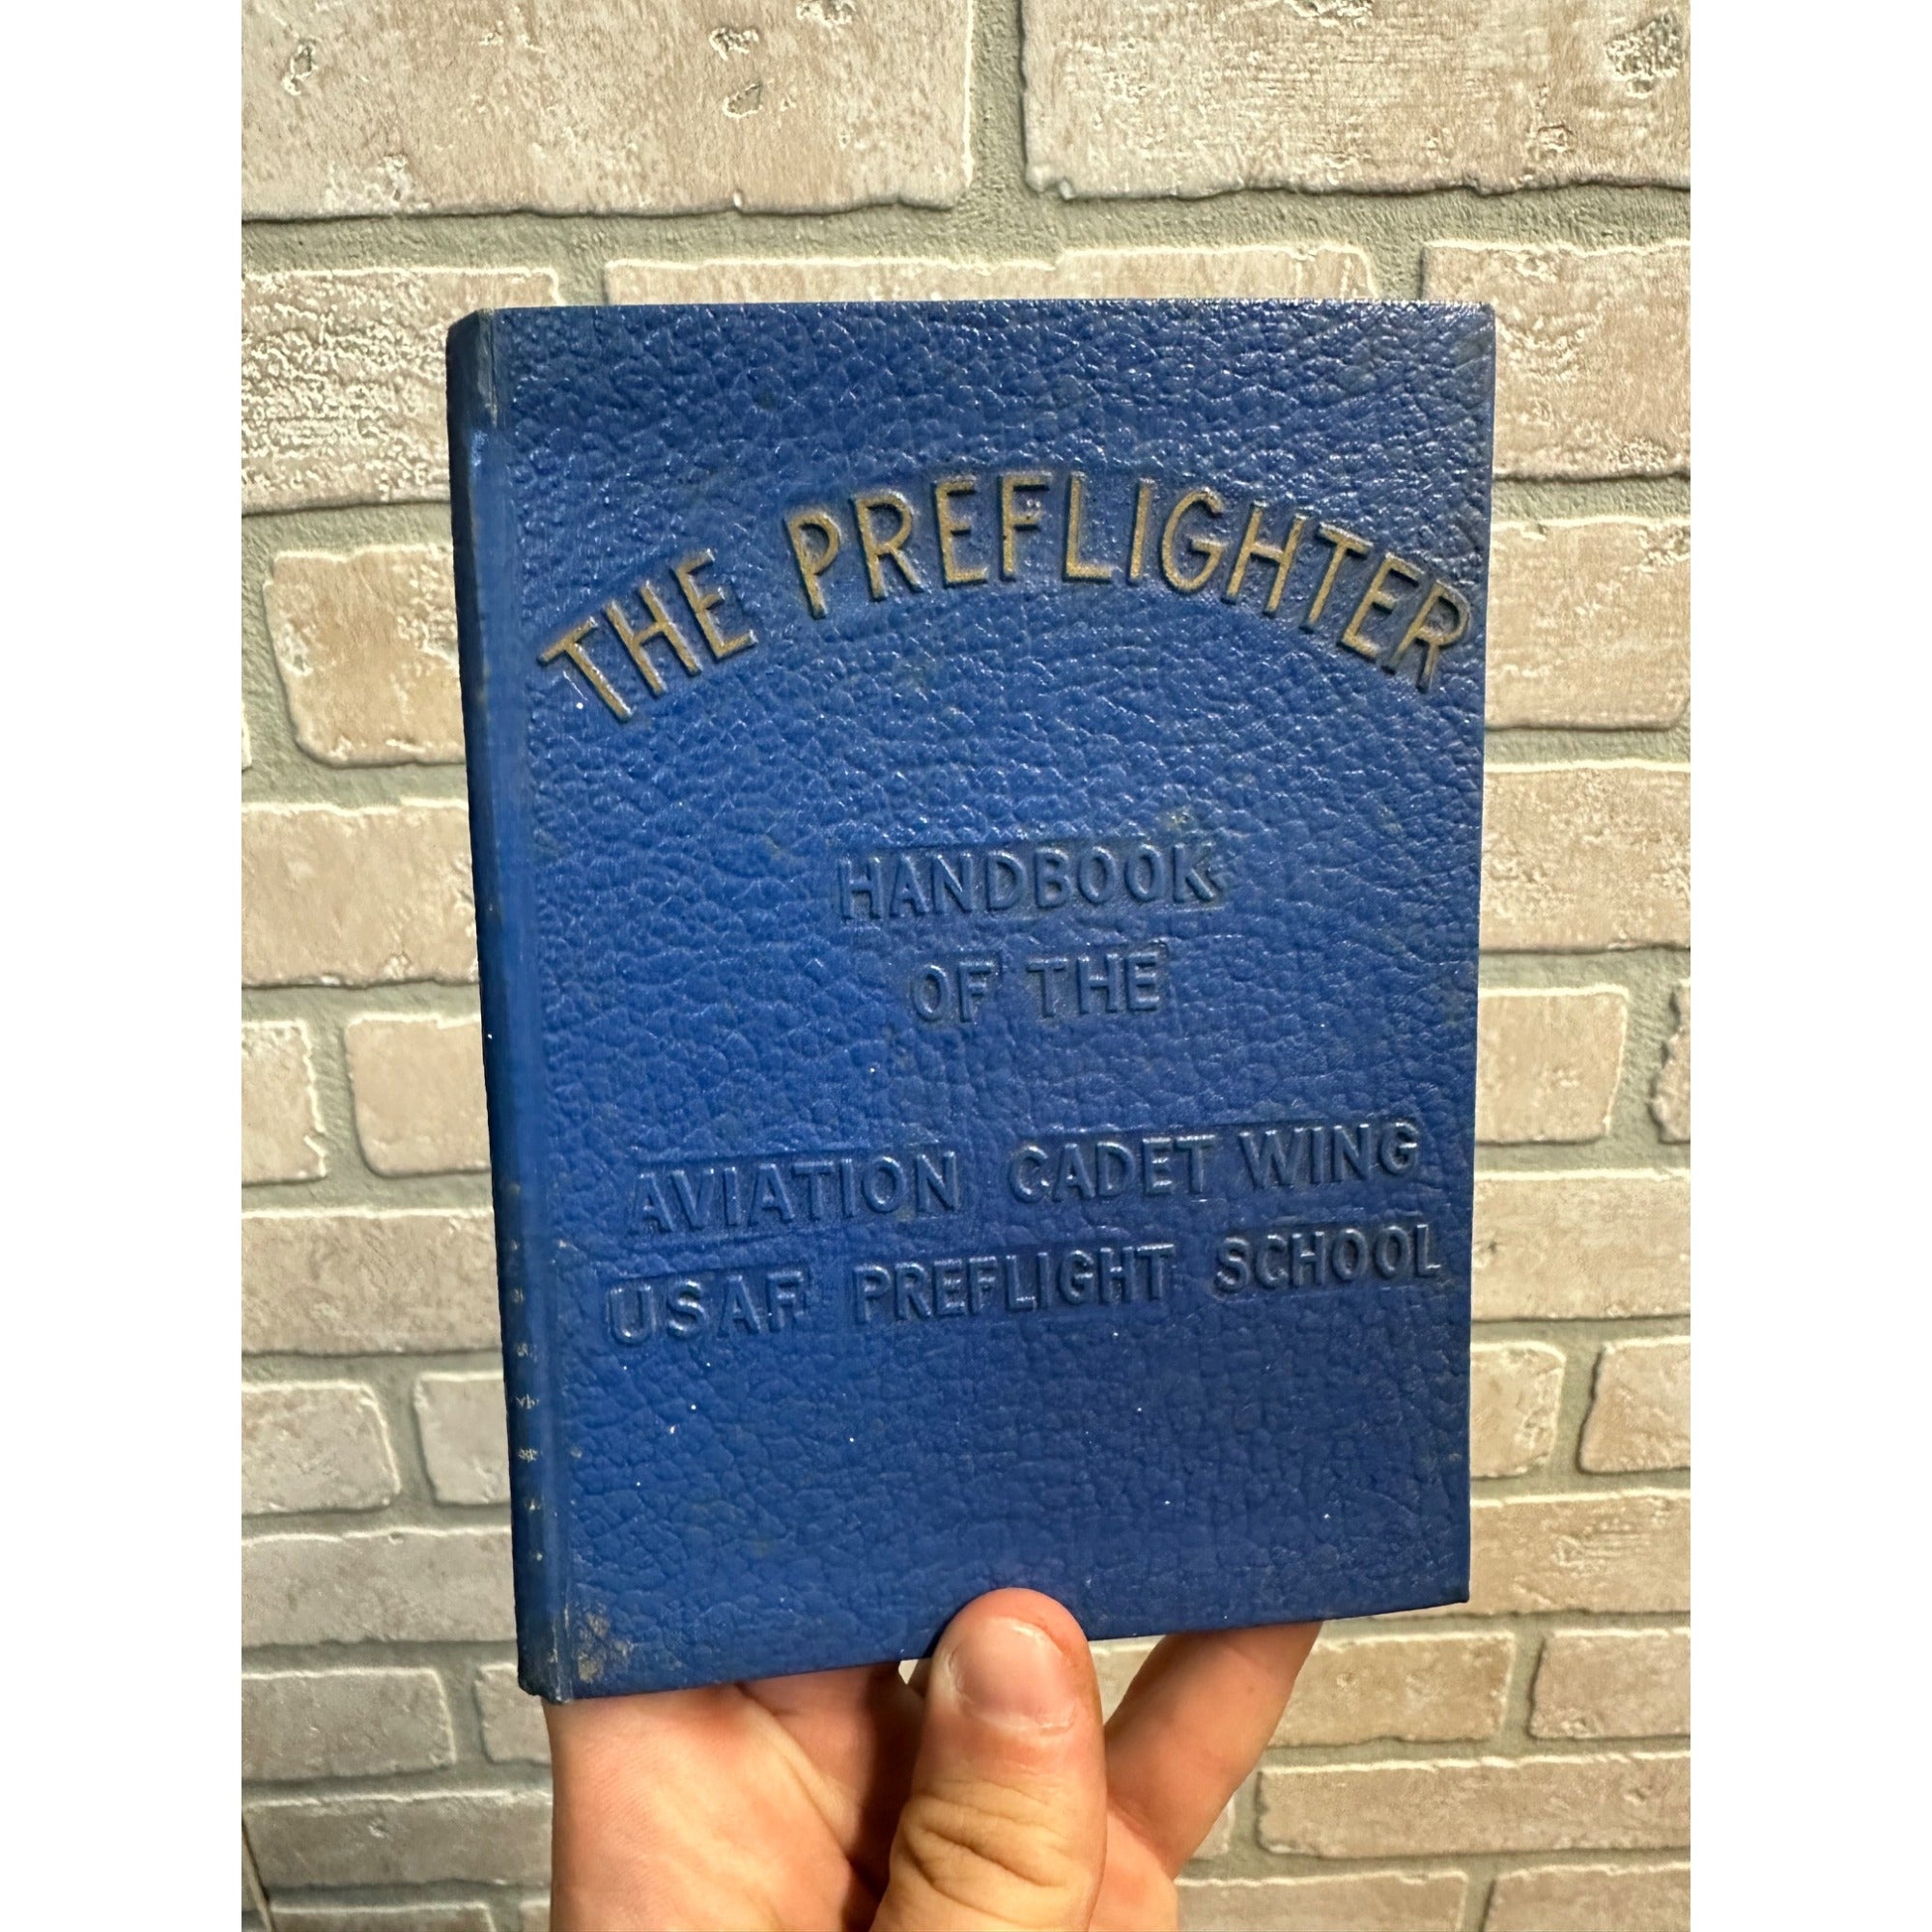 THE PREFLIGHTER
HANDBOOK
OF THE
AVIATION CADET WING
USAF PREFLIGHT SCHOOL